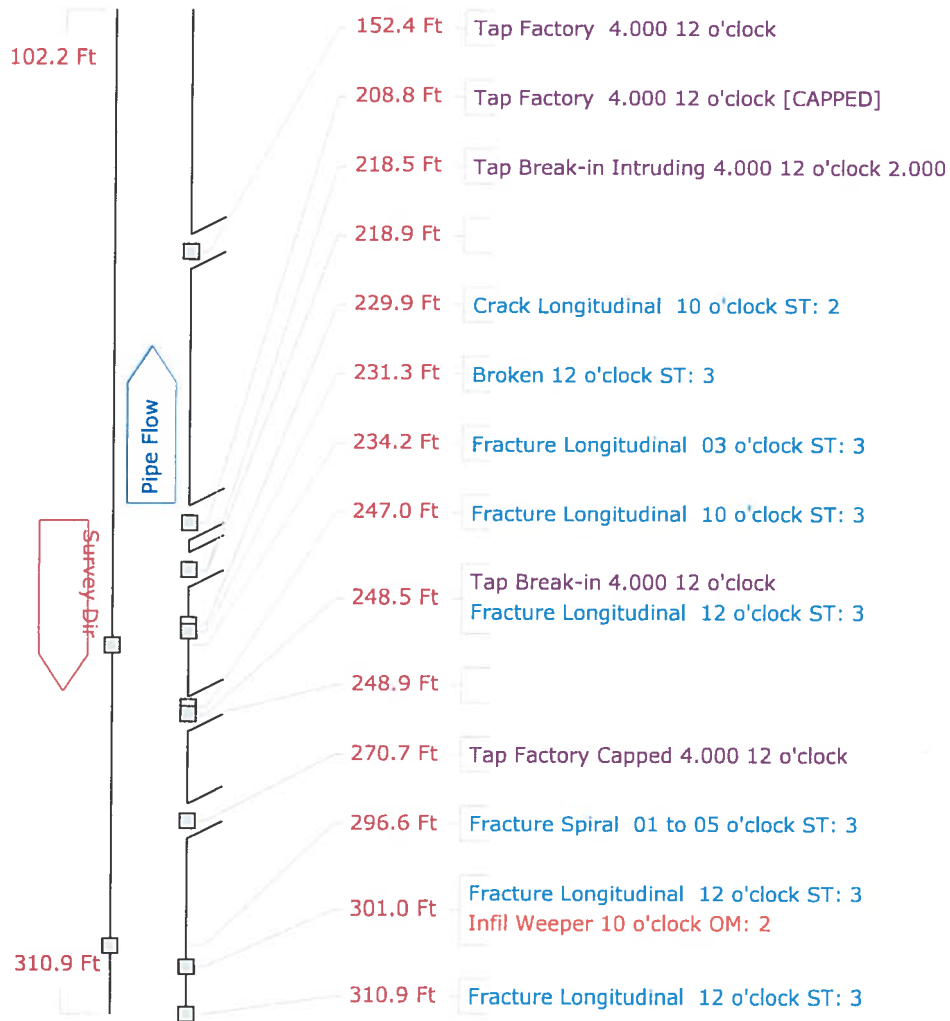 102.2 Ft
152.4 Ft Tap Factory 4.000 12 o'clock
208.8 Ft Tap Factory 4.000 12 o'clock [CAPPED]
218.5 Ft Tap Break-in Intruding 4.000 12 o'clock 2.000
218.9 Ft
229.9 Ft Crack Longitudinal 10 o'clock ST: 2
231.3 Ft Broken 12 o'clock ST: 3
Pipe Flow
234.2 Ft Fracture Longitudinal 03 o'clock ST: 3
247.0 Ft Fracture Longitudinal 10 o'clock ST: 3
Survey Dir
248.5 Ft Tap Break-in 4.000 12 o'clock
Fracture Longitudinal 12 o'clock ST: 3
248.9 Ft
270.7 Ft Tap Factory Capped 4.000 12 o'clock
296.6 Ft Fracture Spiral 01 to 05 o'clock ST: 3
301.0 Ft Fracture Longitudinal 12 o'clock ST: 3
Infil Weeper 10 o'clock OM: 2
310.9 Ft
310.9 Ft Fracture Longitudinal 12 o'clock ST: 3